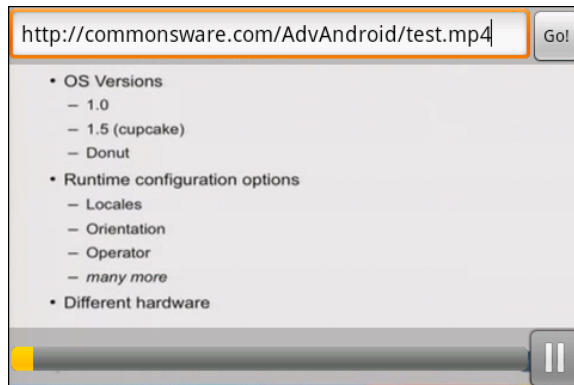 http://commonsware.com/AdvAndroid/test.mp4
Go!
• OS Versions
– 1.0
– 1.5 (cupcake)
– Donut
• Runtime configuration options
– Locales
– Orientation
– Operator
– many more
• Different hardware